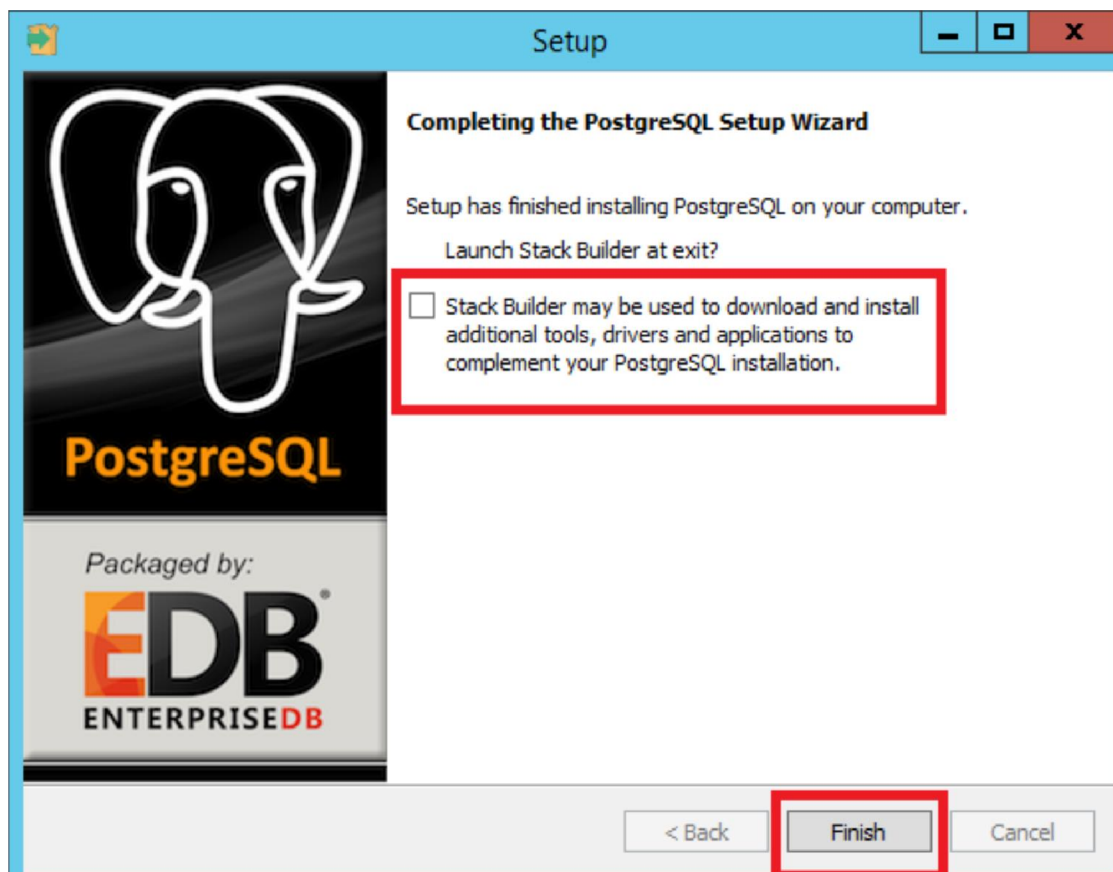 Setup
Completing the PostgreSQL Setup Wizard
Setup has finished installing PostgreSQL on your computer.
Launch Stack Builder at exit?
Stack Builder may be used to download and install
additional tools, drivers and applications to
complement your PostgreSQL installation.
PostgreSQL
Packaged by:
EDB®
ENTERPRISEDB
< Back
Finish
Cancel